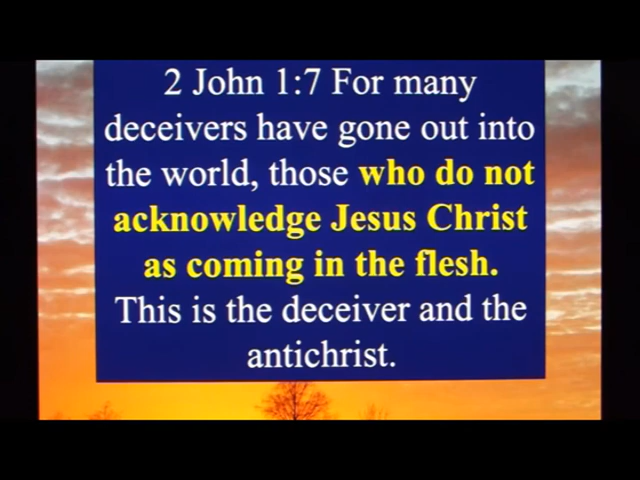 2 John 1:7 For many
deceivers have gone out into
the world, those who do not
acknowledge Jesus Christ
as coming in the flesh.
This is the deceiver and the
antichrist.